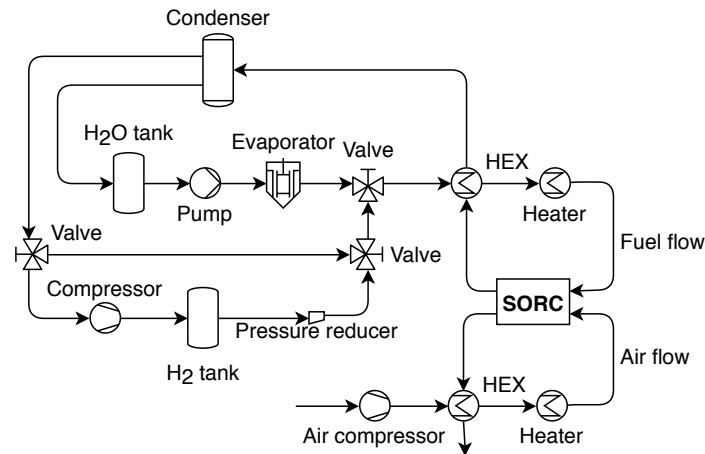 Condenser
H₂O tank
Evaporator
Valve
HEX
Pump
Heater
Valve
Valve
Fuel flow
Compressor
SORC
Pressure reducer
H₂ tank
Air flow
HEX
Air compressor
Heater